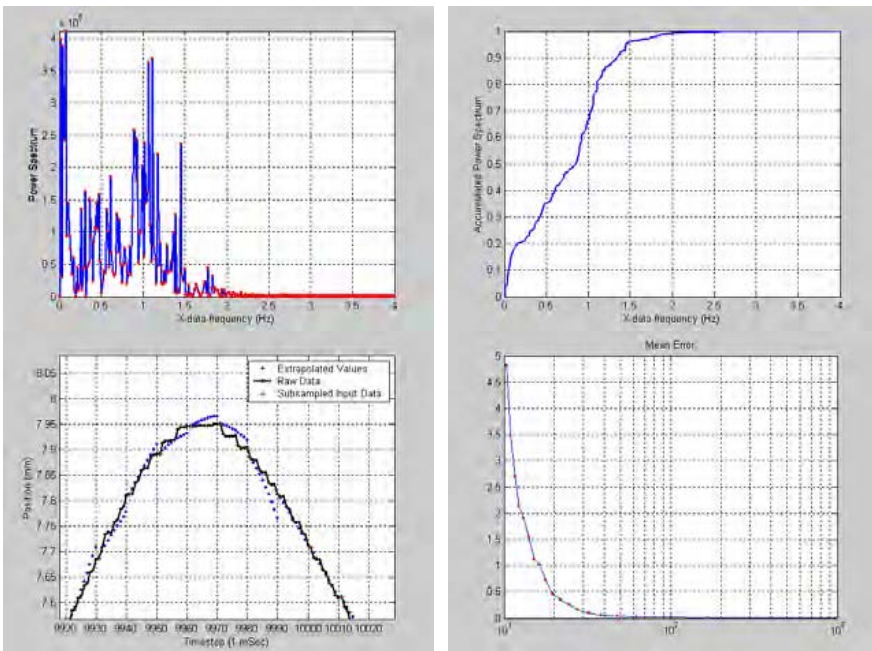 x 10⁸
4
3.5
3
2.5
2
1.5
1
0.5
0
0 0.5 1 1.5 2 2.5 3 3.5 4
Power Spectrum
X-data frequency (Hz)
1
0.9
0.8
0.7
0.6
0.5
0.4
0.3
0.2
0.1
0
0 0.5 1 1.5 2 2.5 3 3.5 4
Accumulated Power Spectrum
X-data frequency (Hz)
8.05
8
7.95
7.9
7.85
7.8
7.75
7.7
7.65
7.6
9920 9930 9940 9950 9960 9970 9980 9990 10000 10010 10020
Position (mm)
Timestep (1 mSec)
Extrapolated Values
Raw Data
Subsampled Input Data
Mean Error
5
4.5
4
3.5
3
2.5
2
1.5
1
0.5
0
10¹ 10² 10³